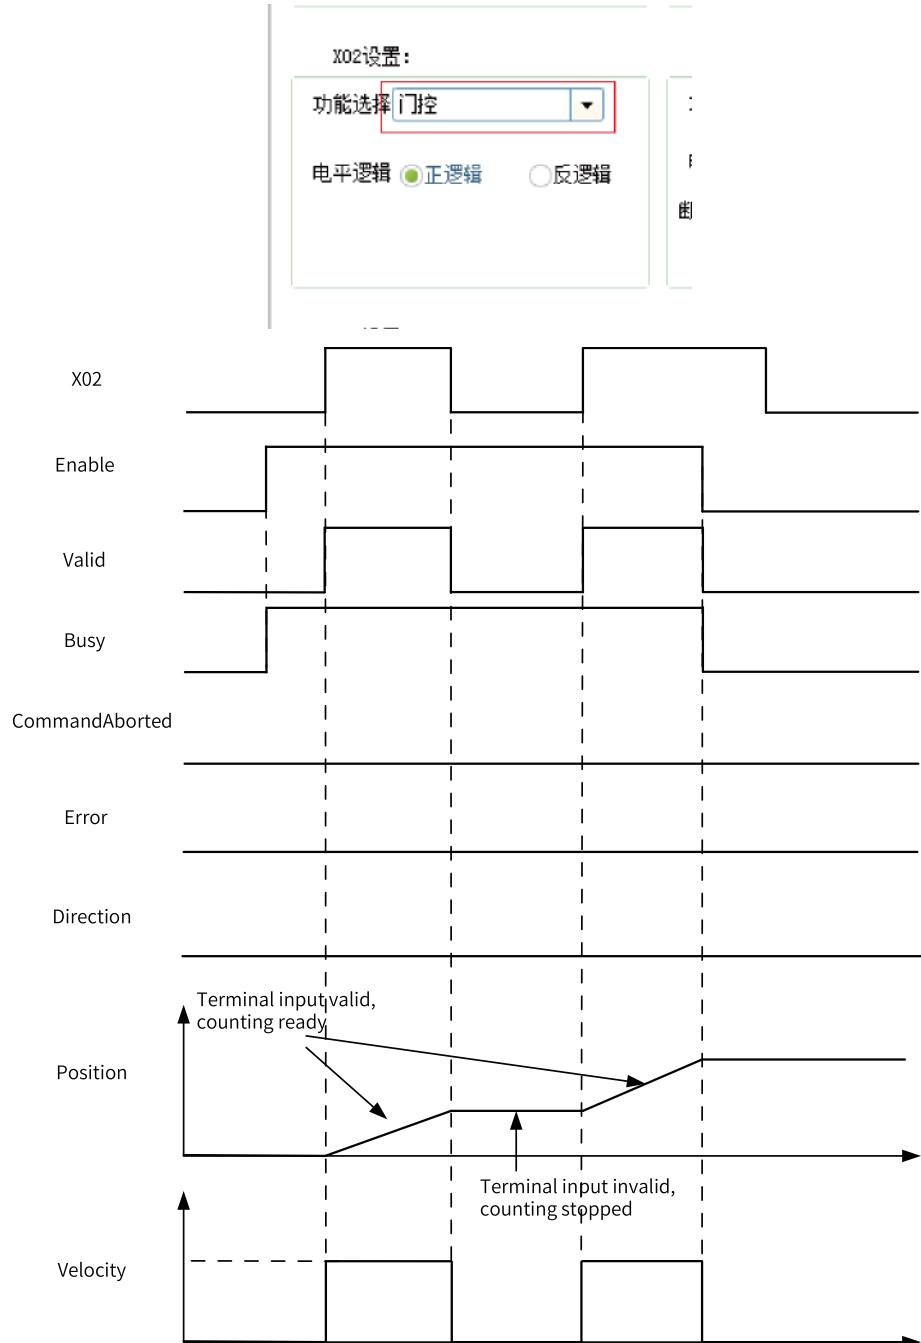 X02设置:
功能选择 门控
电平逻辑 正逻辑 反逻辑
X02
Enable
Valid
Busy
CommandAborted
Error
Direction
Terminal input valid,
counting ready
Position
Terminal input invalid,
counting stopped
Velocity